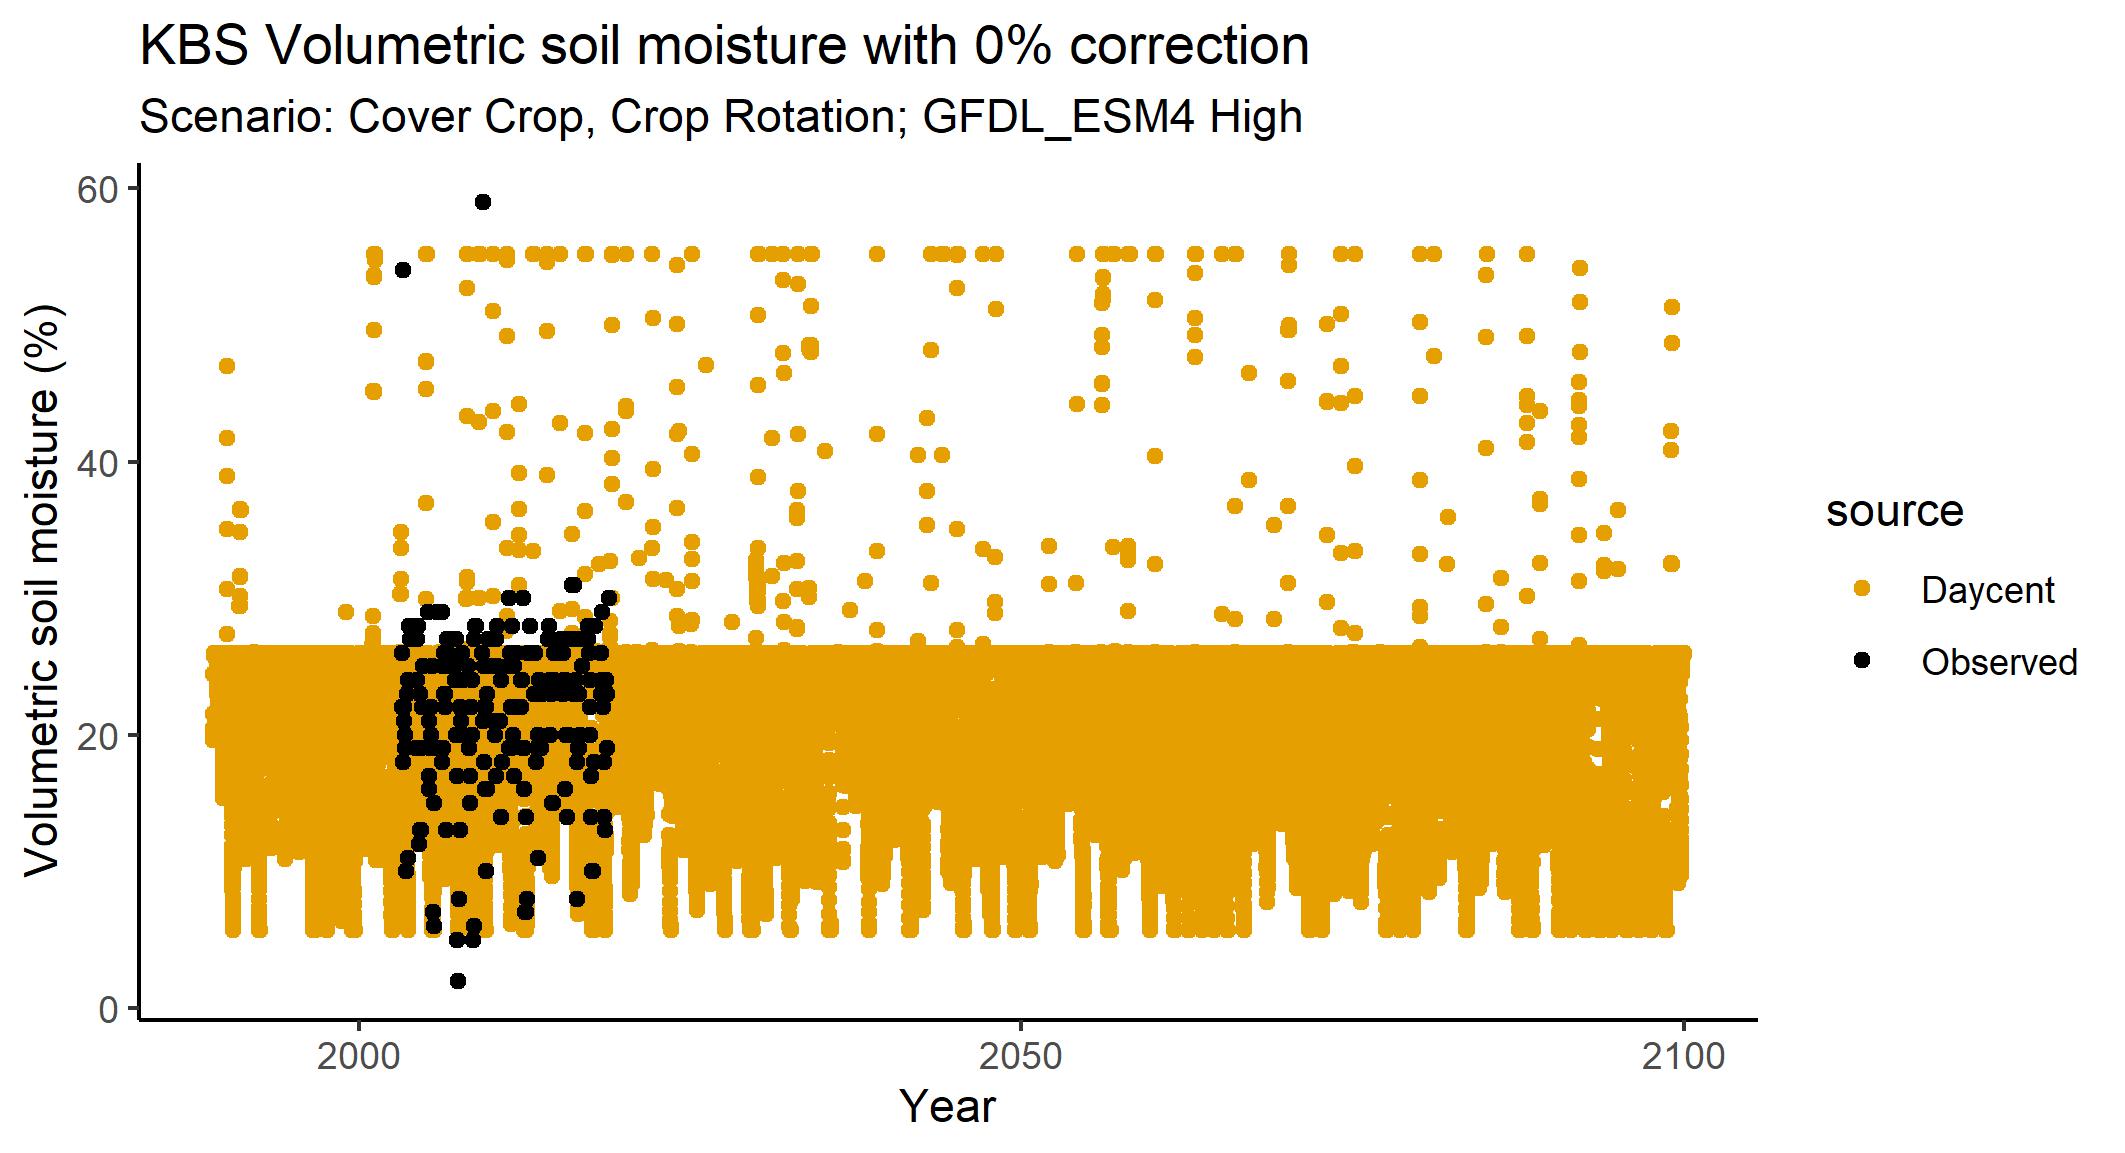 KBS Volumetric soil moisture with 0% correction
Scenario: Cover Crop, Crop Rotation; GFDL_ESM4 High
Volumetric soil moisture (%)
60
40
20
0
2000
2050
2100
Year
source
Daycent
Observed